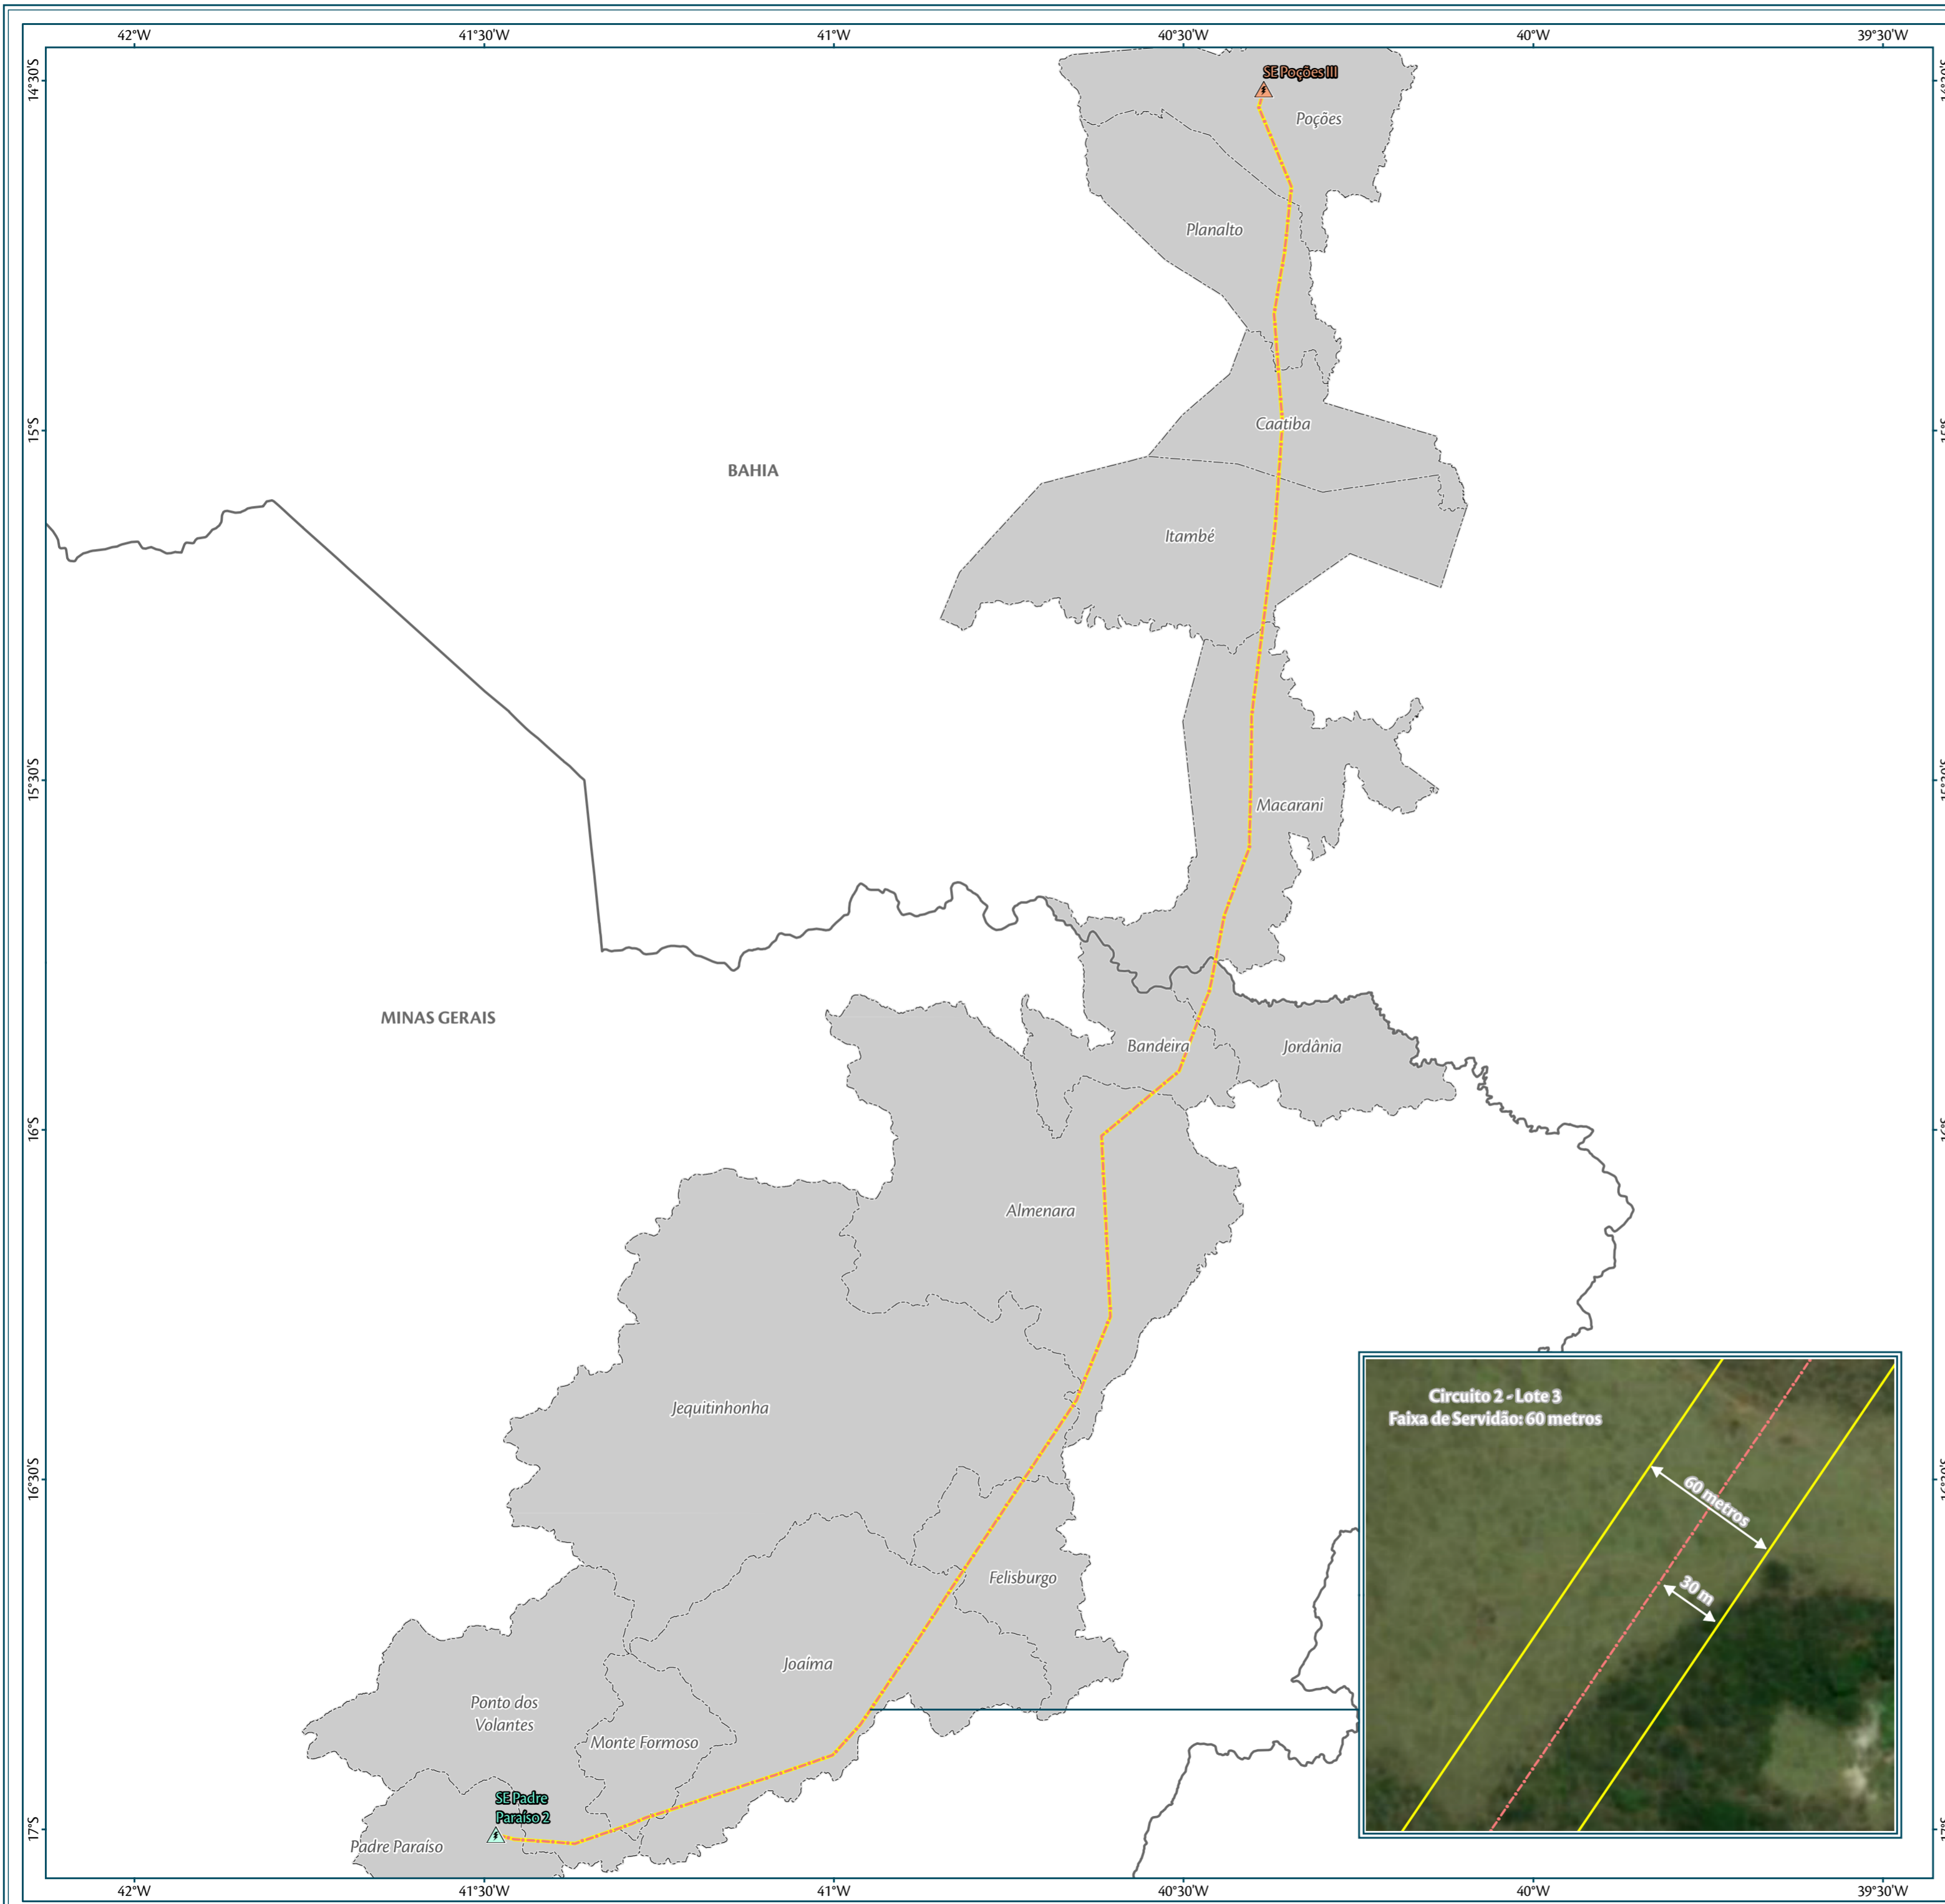 42°W
41°30'W
41°W
40°30'W
40°W
39°30'W
14°30'S
SE Poções III
Poções
Planalto
15°S
Caatiba
BAHIA
Itambé
15°30'S
Macarani
MINAS GERAIS
Bandeira
Jordânia
16°S
Almenara
Circuito 2 - Lote 3
Faixa de Servidão: 60 metros
Jequitinhonha
16°30'S
60 metros
Felisburgo
30 m
Joaíma
Ponto dos
Volantes
Monte Formoso
SE Padre
Paraíso 2
17°S
Padre Paraíso
42°W
41°30'W
41°W
40°30'W
40°W
39°30'W